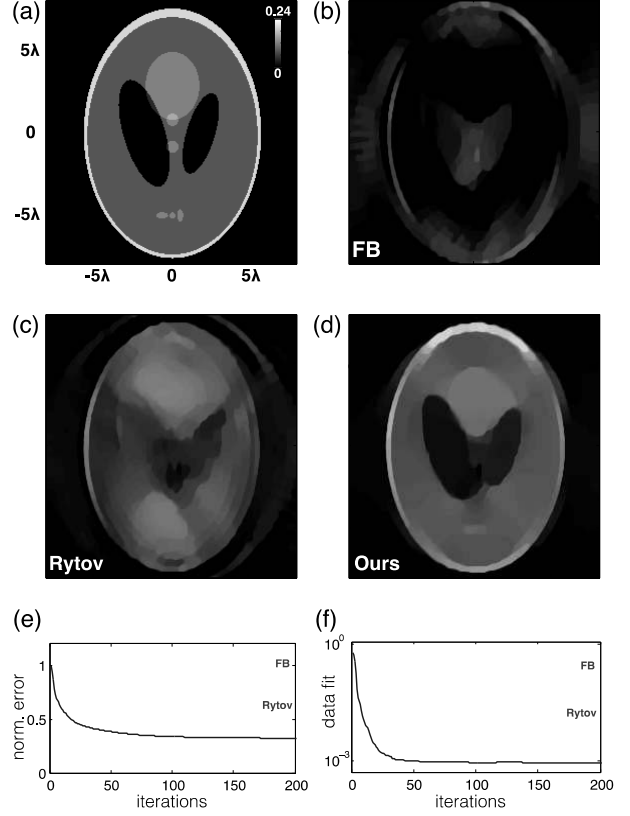 (a)
0.24
0
5λ
0
-5λ
-5λ
0
5λ
(b)
FB
(c)
Rytov
(d)
Ours
(e)
norm. error
1
0.5
0
FB
Rytov
0
50
100
150
200
iterations
(f)
data fit
10⁰
10⁻³
FB
Rytov
0
50
100
150
200
iterations